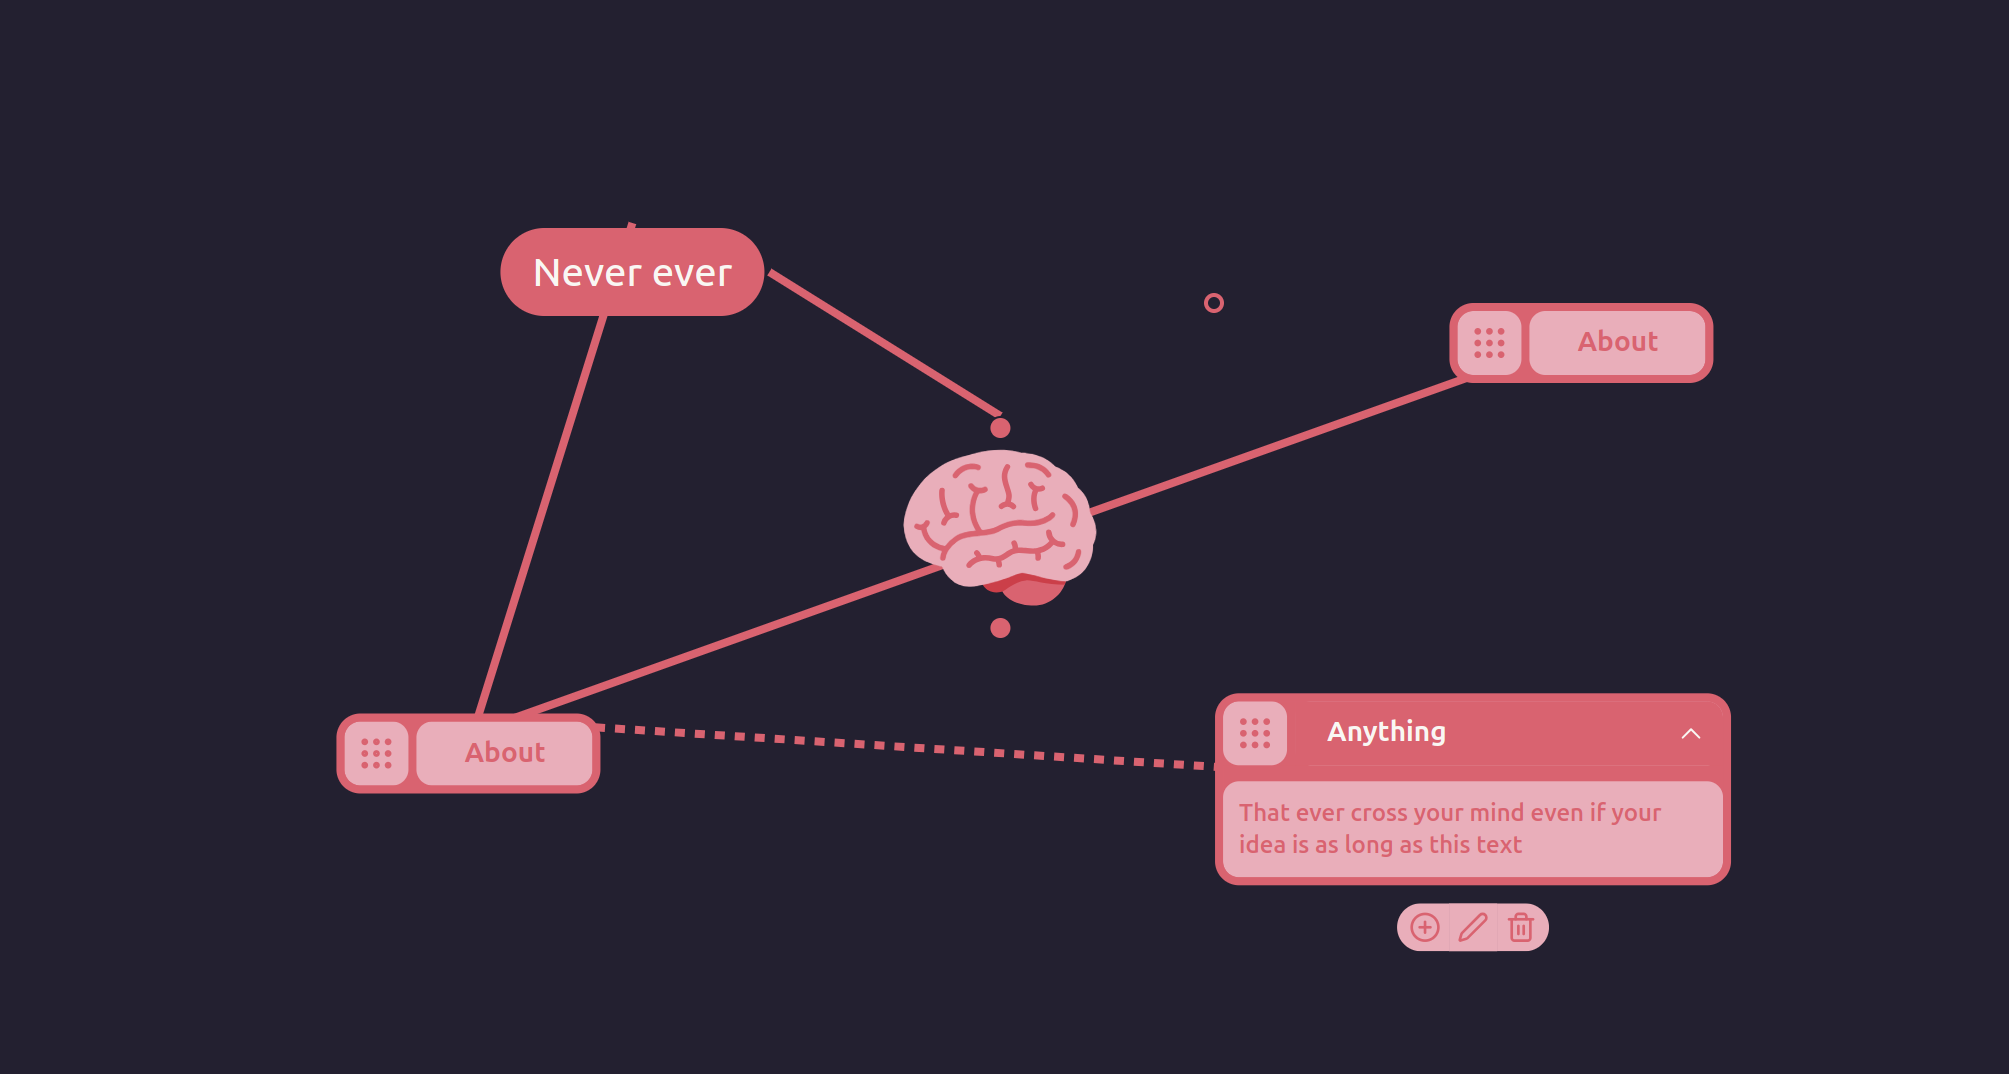 Never ever
About
About
Anything
That ever cross your mind even if your
idea is as long as this text